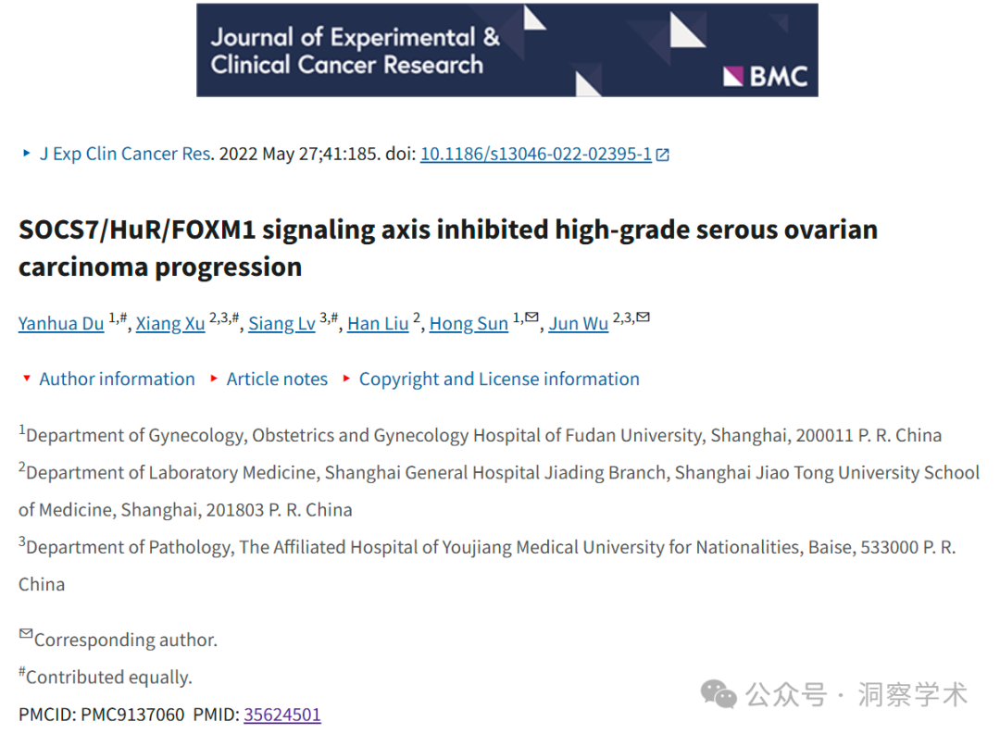 Journal of Experimental &
Clinical Cancer Research
BMC
J Exp Clin Cancer Res. 2022 May 27;41:185. doi: 10.1186/s13046-022-02395-1
SOCS7/HuR/FOXM1 signaling axis inhibited high-grade serous ovarian
carcinoma progression
Yanhua Du 1,#, Xiang Xu 2,3,#, Siang Lv 3,#, Han Liu 2, Hong Sun 1,✉, Jun Wu 2,3,✉
Author information Article notes Copyright and License information
1Department of Gynecology, Obstetrics and Gynecology Hospital of Fudan University, Shanghai, 200011 P. R. China
2Department of Laboratory Medicine, Shanghai General Hospital Jiading Branch, Shanghai Jiao Tong University School
of Medicine, Shanghai, 201803 P. R. China
3Department of Pathology, The Affiliated Hospital of Youjiang Medical University for Nationalities, Baise, 533000 P. R.
China
✉Corresponding author.
#Contributed equally.
PMCID: PMC9137060 PMID: 35624501
公众号 · 洞察学术